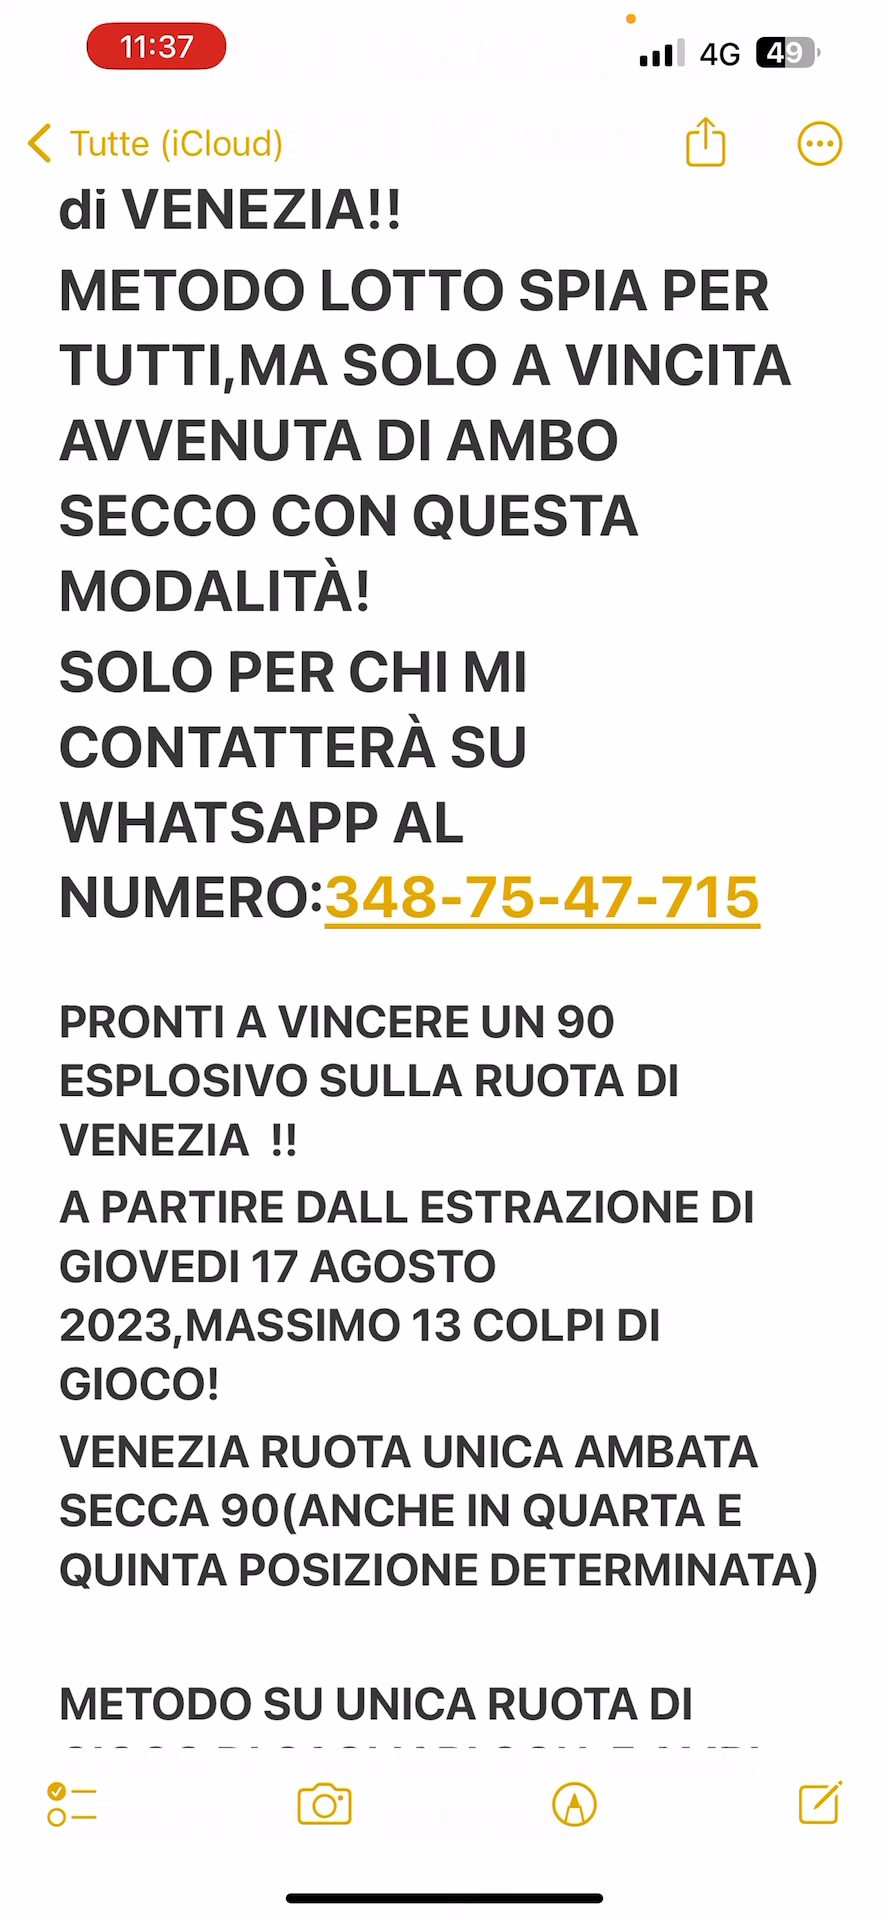 11:37
4G 49
Tutte (iCloud)
di VENEZIA!!
METODO LOTTO SPIA PER
TUTTI,MA SOLO A VINCITA
AVVENUTA DI AMBO
SECCO CON QUESTA
MODALITÀ!
SOLO PER CHI MI
CONTATTERÀ SU
WHATSAPP AL
NUMERO:348-75-47-715
PRONTI A VINCERE UN 90
ESPLOSIVO SULLA RUOTA DI
VENEZIA  !!
A PARTIRE DALL ESTRAZIONE DI
GIOVEDI 17 AGOSTO
2023,MASSIMO 13 COLPI DI
GIOCO!
VENEZIA RUOTA UNICA AMBATA
SECCA 90(ANCHE IN QUARTA E
QUINTA POSIZIONE DETERMINATA)
METODO SU UNICA RUOTA DI